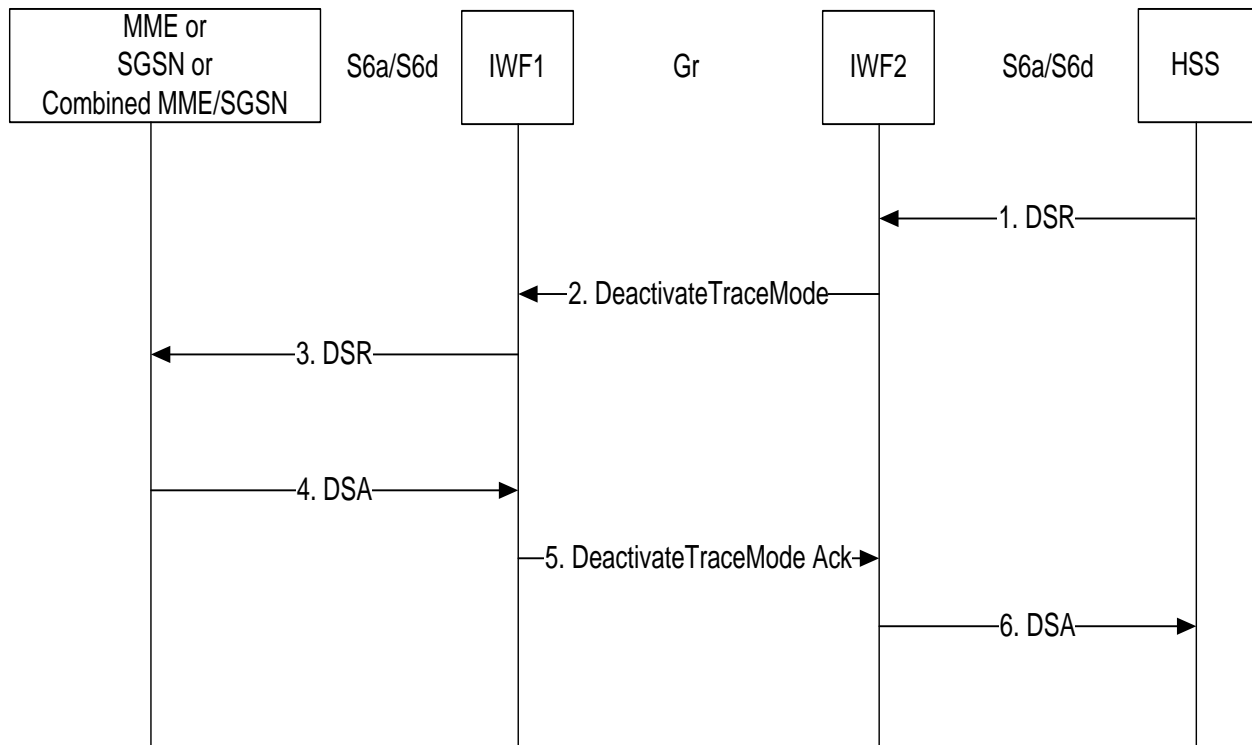 MME or
SGSN or
Combined MME/SGSN
S6a/S6d
IWF1
Gr
IWF2
S6a/S6d
HSS
1. DSR
2. DeactivateTraceMode
3. DSR
4. DSA
5. DeactivateTraceMode Ack
6. DSA